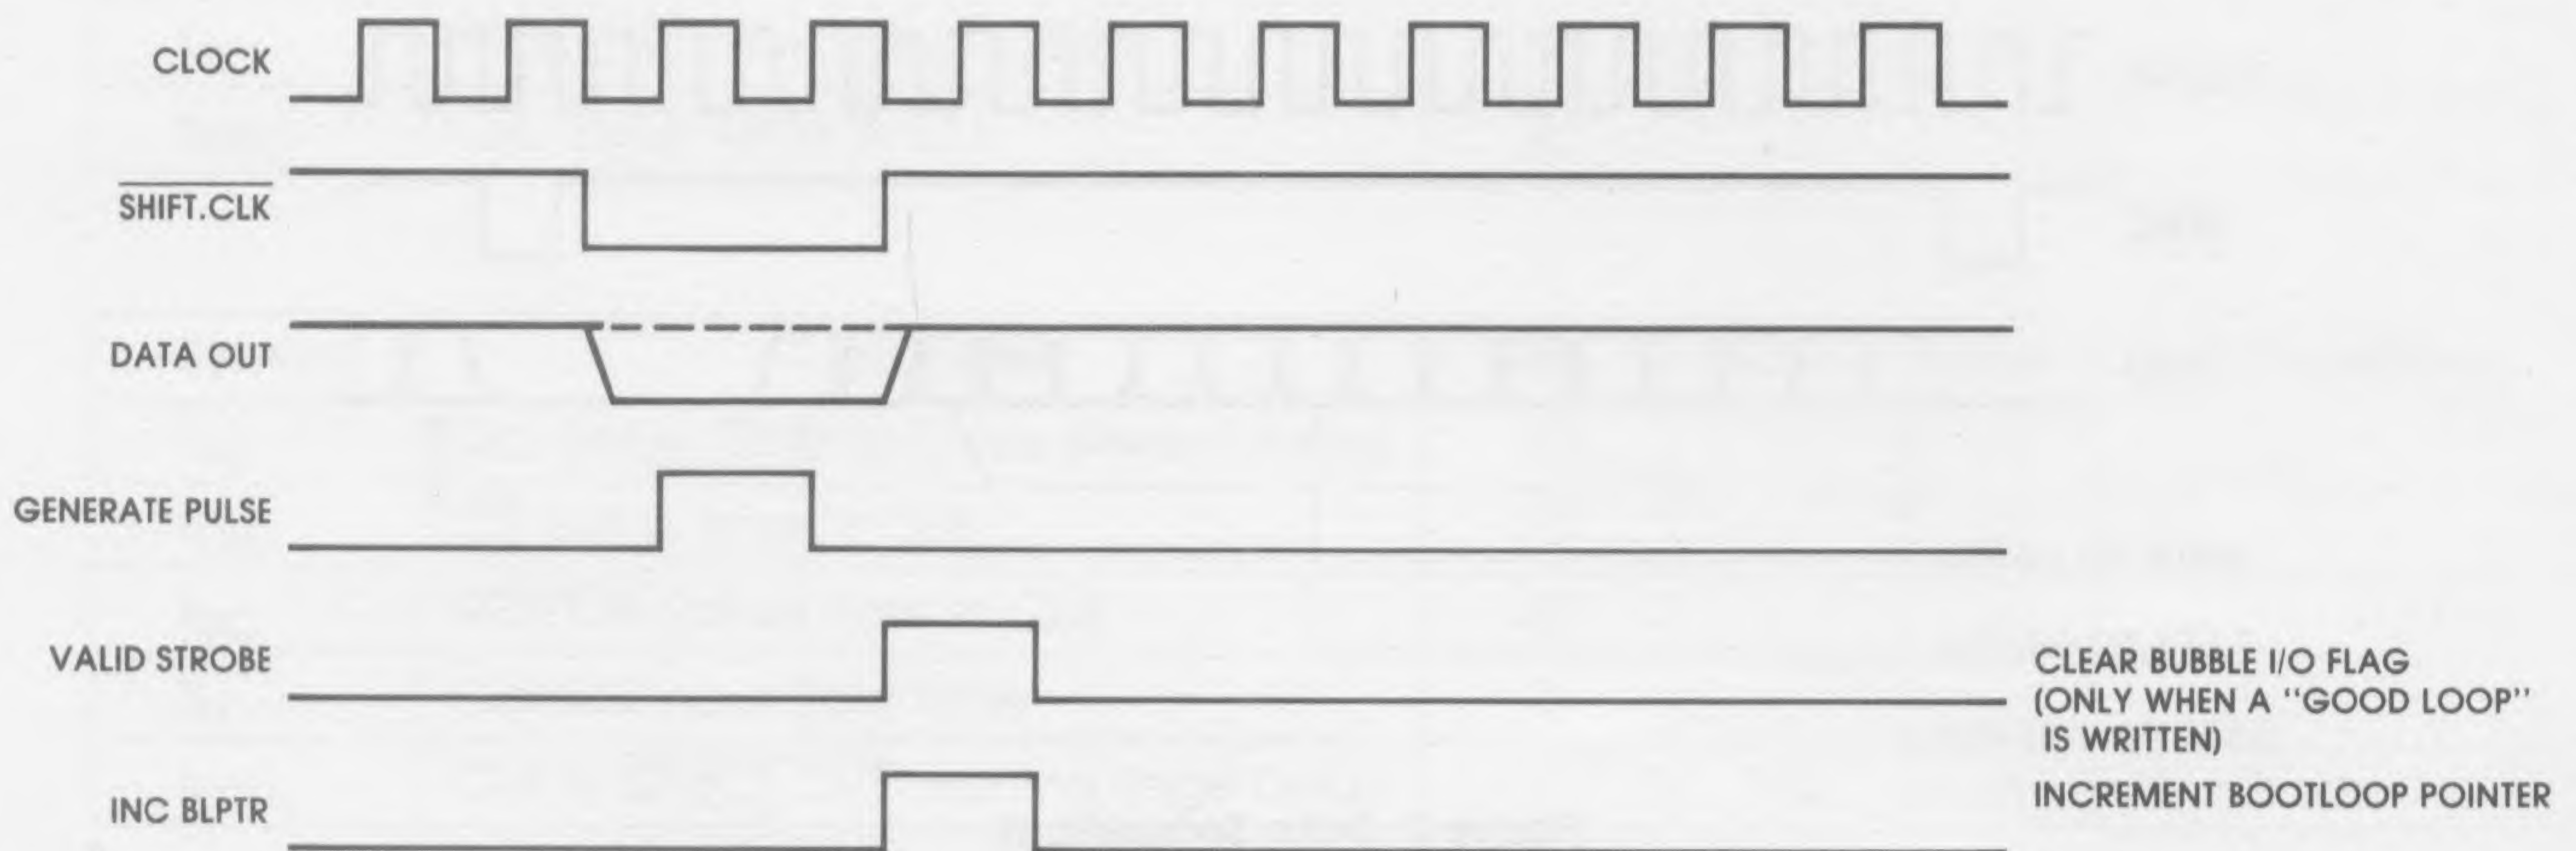 CLOCK
SHIFT.CLK
DATA OUT
GENERATE PULSE
VALID STROBE
CLEAR BUBBLE I/O FLAG
(ONLY WHEN A "GOOD LOOP"
IS WRITTEN)
INC BLPTR
INCREMENT BOOTLOOP POINTER